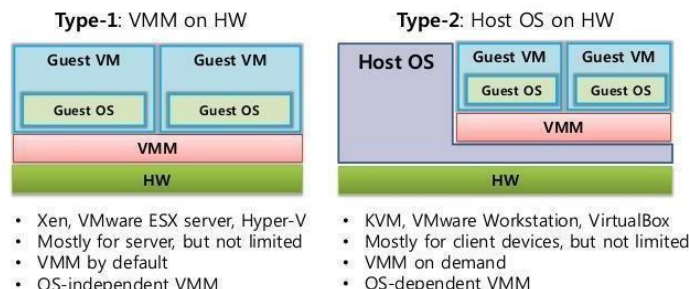 Type-1: VMM on HW
Guest VM
Guest VM
Guest OS
Guest OS
VMM
HW
• Xen, VMware ESX server, Hyper-V
• Mostly for server, but not limited
• VMM by default
• OS-independent VMM
Type-2: Host OS on HW
Host OS
Guest VM
Guest VM
Guest OS
Guest OS
VMM
HW
• KVM, VMware Workstation, VirtualBox
• Mostly for client devices, but not limited
• VMM on demand
• OS-dependent VMM